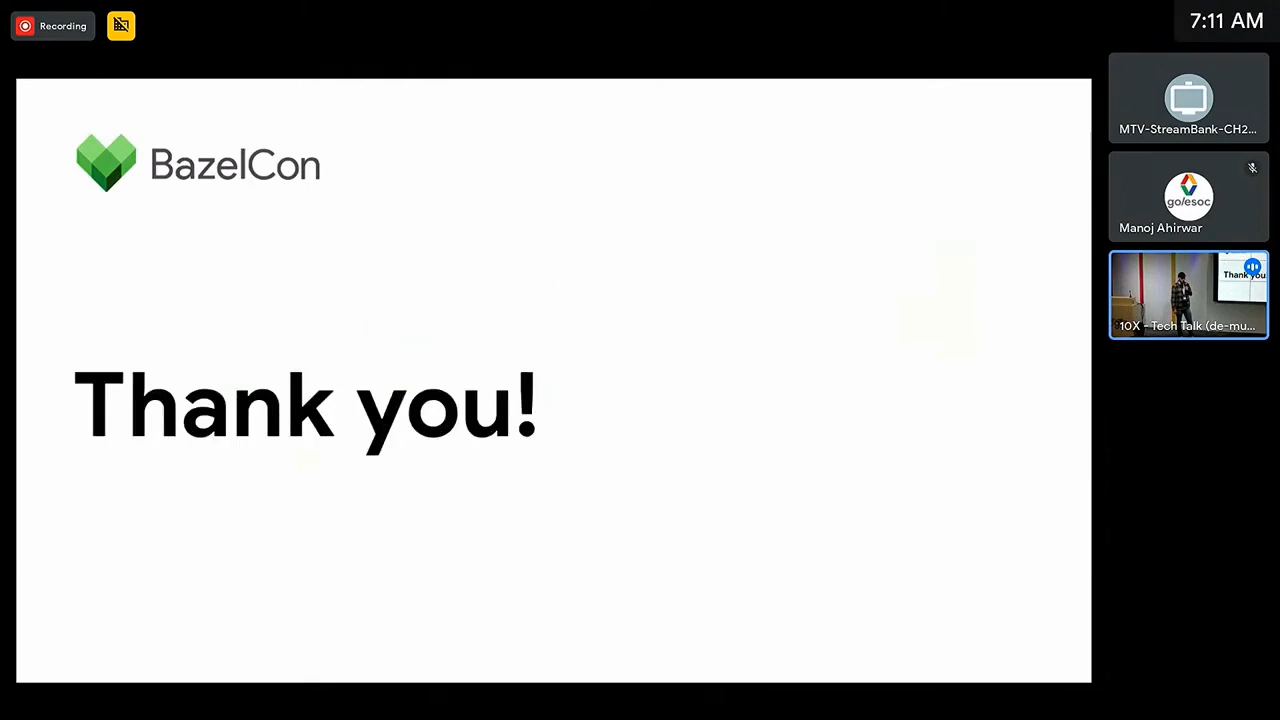 Recording
7:11 AM
BazelCon
Thank you!
MTV-StreamBank-CH2...
go/esoc
Manoj Ahirwar
Thank you
10X - Tech Talk (de-mu...